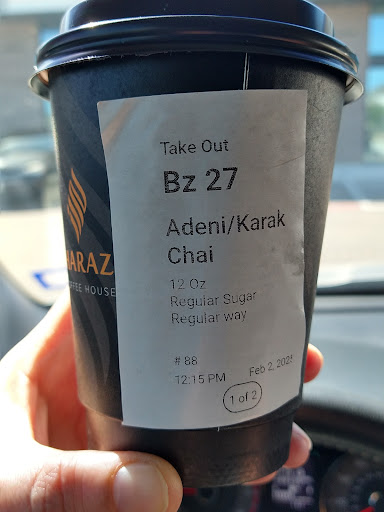 Take Out
Bz 27
Adeni/Karak
Chai
12 Oz
Regular Sugar
Regular way
# 88
12:15 PM Feb 2, 202
1 of 2
HARAZ
COFFEE HOUSE